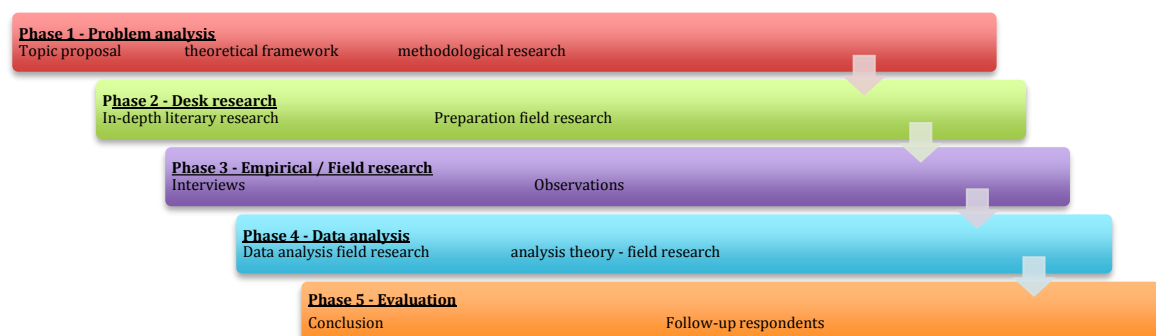 Phase 1 - Problem analysis
Topic proposal theoretical framework methodological research
Phase 2 - Desk research
In-depth literary research Preparation field research
Phase 3 - Empirical / Field research
Interviews Observations
Phase 4 - Data analysis
Data analysis field research analysis theory - field research
Phase 5 - Evaluation
Conclusion Follow-up respondents